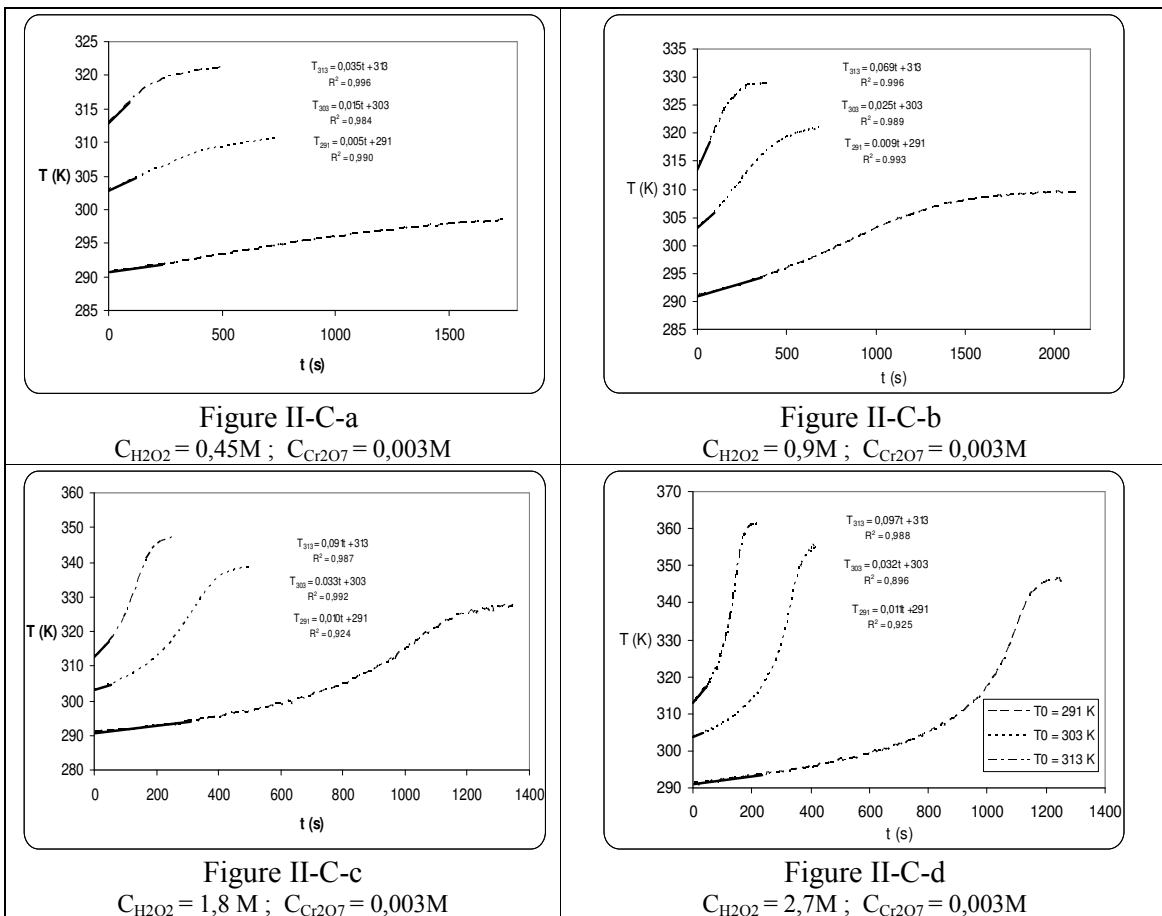 325
320
315
310
305
300
295
290
285
T (K)
0
500
1000
1500
t (s)
T313 = 0,035t + 313
R² = 0,996
T303 = 0,015t + 303
R² = 0,984
T291 = 0,005t + 291
R² = 0,990
Figure II-C-a
CH2O2 = 0,45M ; CCr2O7 = 0,003M
335
330
325
320
315
310
305
300
295
290
285
T (K)
0
500
1000
1500
2000
t (s)
T313 = 0,069t + 313
R² = 0.996
T303 = 0,025t + 303
R² = 0.989
T291 = 0.009t + 291
R² = 0.993
Figure II-C-b
CH2O2 = 0,9M ; CCr2O7 = 0,003M
360
350
340
330
320
310
300
290
280
T (K)
0
200
400
600
800
1000
1200
1400
t (s)
T313 = 0,091t + 313
R² = 0,987
T303 = 0.033t + 303
R² = 0,992
T291 = 0,010t + 291
R² = 0,924
Figure II-C-c
CH2O2 = 1,8 M ; CCr2O7 = 0,003M
370
360
350
340
330
320
310
300
290
T (K)
0
200
400
600
800
1000
1200
1400
t (s)
T313 = 0,097t + 313
R² = 0,988
T303 = 0,032t + 303
R² = 0,896
T291 = 0,011t + 291
R² = 0,925
T0 = 291 K
T0 = 303 K
T0 = 313 K
Figure II-C-d
CH2O2 = 2,7M ; CCr2O7 = 0,003M